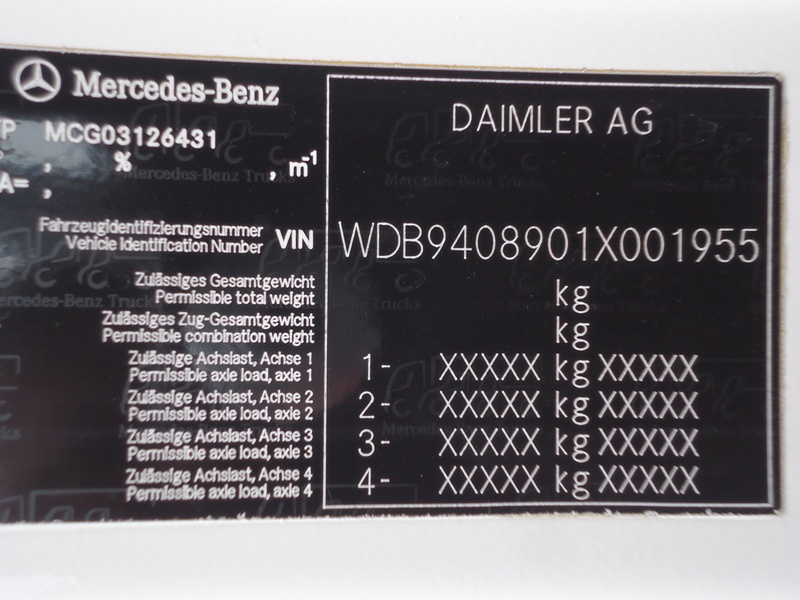 Mercedes-Benz
DAIMLER AG
P MCG03126431
, % , m-1
A= ,
Fahrzeugidentifizierungsnummer
Vehicle Identification Number VIN WDB9408901X001955
Zulässiges Gesamtgewicht
Permissible total weight kg
Zulässiges Zug-Gesamtgewicht
Permissible combination weight kg
Zulässige Achslast, Achse 1
Permissible axle load, axle 1 1- XXXXX kg XXXXX
Zulässige Achslast, Achse 2
Permissible axle load, axle 2 2- XXXXX kg XXXXX
Zulässige Achslast, Achse 3
Permissible axle load, axle 3 3- XXXXX kg XXXXX
Zulässige Achslast, Achse 4
Permissible axle load, axle 4 4- XXXXX kg XXXXX